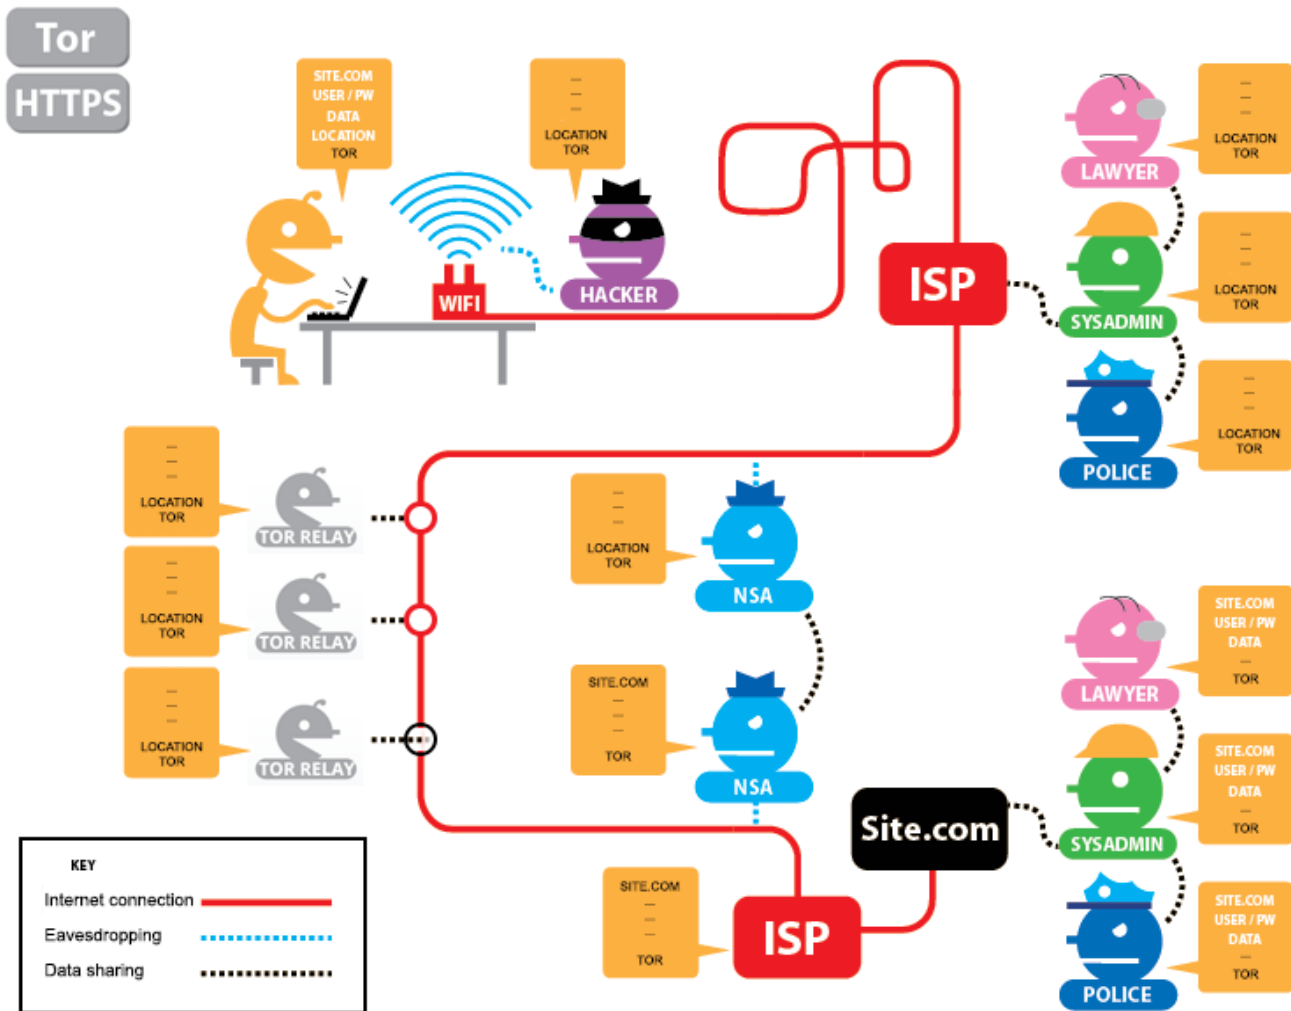 Tor
HTTPS
SITE.COM
USER / PW
DATA
LOCATION
TOR
—
—
—
LOCATION
TOR
WIFI
HACKER
ISP
—
—
—
LOCATION
TOR
LAWYER
—
—
—
LOCATION
TOR
SYSADMIN
—
—
—
LOCATION
TOR
POLICE
—
—
—
LOCATION
TOR
TOR RELAY
—
—
—
LOCATION
TOR
TOR RELAY
—
—
—
LOCATION
TOR
TOR RELAY
—
—
—
LOCATION
TOR
NSA
SITE.COM
—
—
—
TOR
NSA
SITE.COM
USER / PW
DATA
—
TOR
LAWYER
SITE.COM
USER / PW
DATA
—
TOR
SYSADMIN
SITE.COM
USER / PW
DATA
—
TOR
POLICE
Site.com
SITE.COM
—
—
—
TOR
ISP
KEY
Internet connection
Eavesdropping
Data sharing